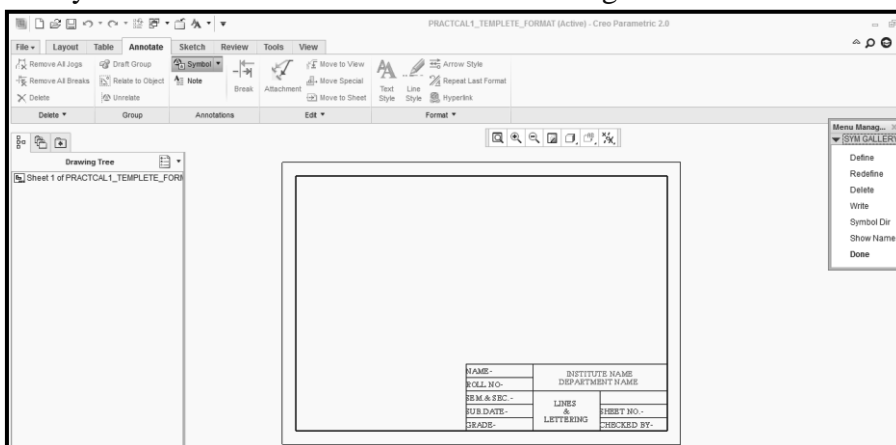 PRACTCAL1_TEMPLETE_FORMAT (Active) - Creo Parametric 2.0
File Layout Table Annotate Sketch Review Tools View
Remove All Jogs Draft Group Symbol Move to View Arrow Style
Remove All Breaks Relate to Object Note Break Attachment Move Special Text Style Line Style Repeat Last Format
Delete Unrelate Move to Sheet Hyperlink
Delete Group Annotations Edit Format
Menu Manag...
SYM GALLERY
Define
Redefine
Delete
Write
Symbol Dir
Show Name
Done
Drawing Tree
Sheet 1 of PRACTCAL1_TEMPLETE_FORM
NAME- INSTITUTE NAME
ROLL NO- DEPARTMENT NAME
SEM.& SEC. - LINES
SUB.DATE- & SHEET NO.-
GRADE- LETTERING CHECKED BY-